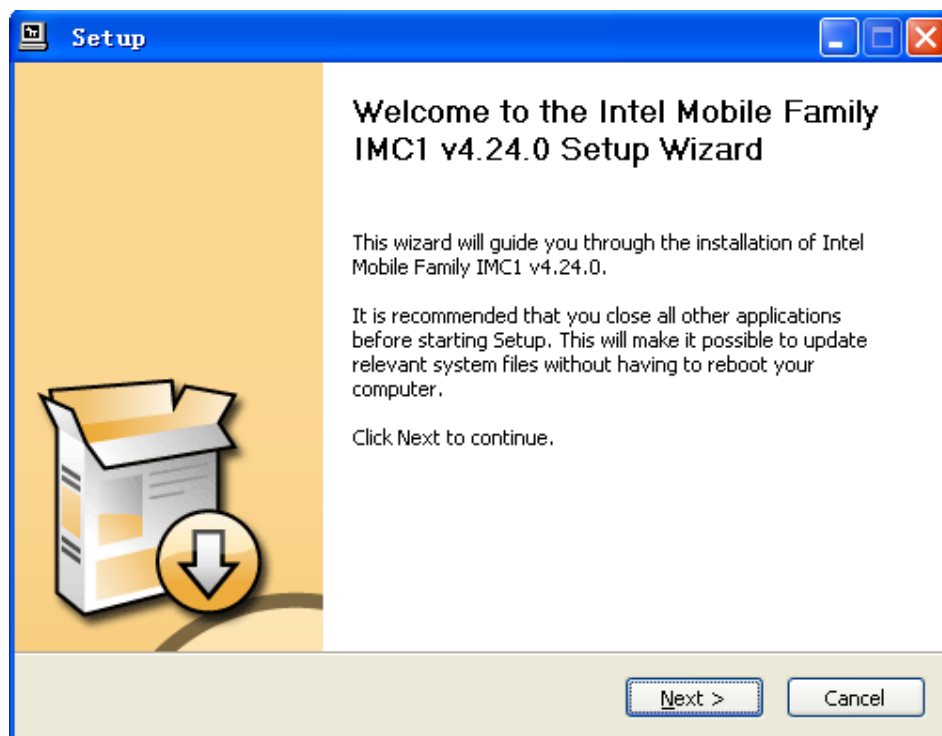 Setup
Welcome to the Intel Mobile Family
IMC1 v4.24.0 Setup Wizard
This wizard will guide you through the installation of Intel
Mobile Family IMC1 v4.24.0.
It is recommended that you close all other applications
before starting Setup. This will make it possible to update
relevant system files without having to reboot your
computer.
Click Next to continue.
Next >
Cancel